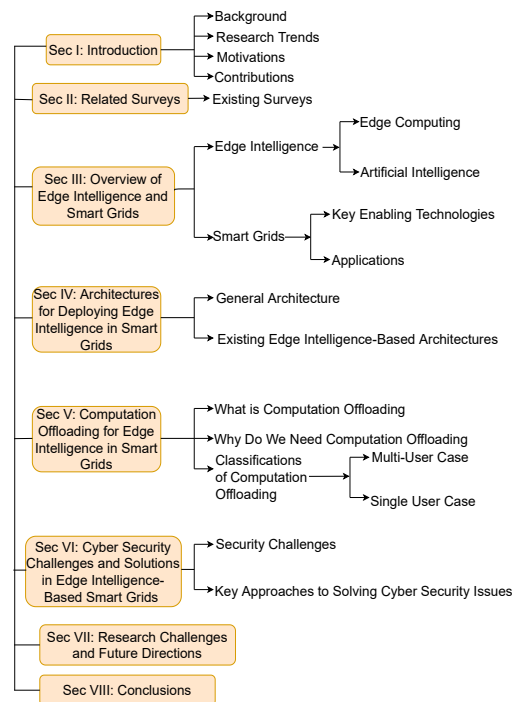 Sec I: Introduction
Background
Research Trends
Motivations
Contributions
Sec II: Related Surveys
Existing Surveys
Sec III: Overview of
Edge Intelligence and
Smart Grids
Edge Intelligence
Edge Computing
Artificial Intelligence
Smart Grids
Key Enabling Technologies
Applications
Sec IV: Architectures
for Deploying Edge
Intelligence in Smart
Grids
General Architecture
Existing Edge Intelligence-Based Architectures
Sec V: Computation
Offloading for Edge
Intelligence in Smart
Grids
What is Computation Offloading
Why Do We Need Computation Offloading
Classifications
of Computation
Offloading
Multi-User Case
Single User Case
Sec VI: Cyber Security
Challenges and Solutions
in Edge Intelligence-
Based Smart Grids
Security Challenges
Key Approaches to Solving Cyber Security Issues
Sec VII: Research Challenges
and Future Directions
Sec VIII: Conclusions